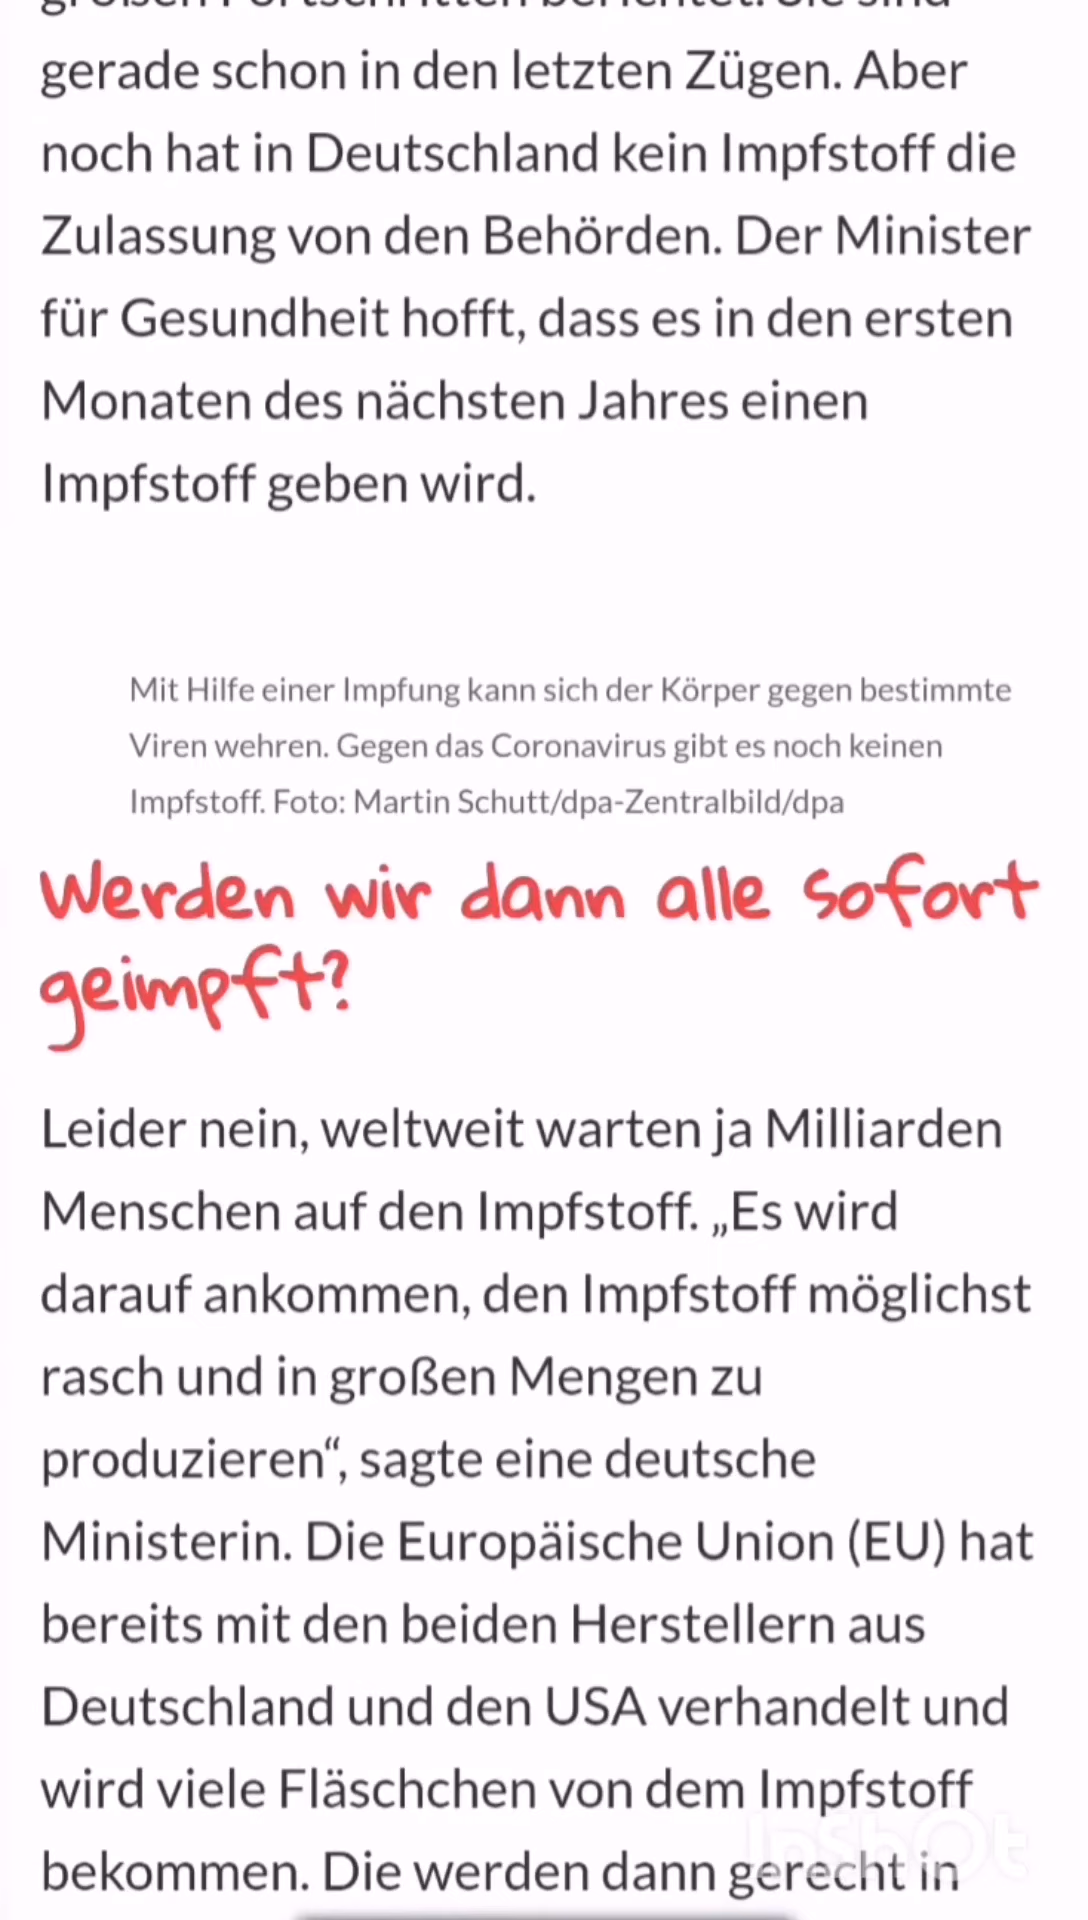 gerade schon in den letzten Zügen. Aber
noch hat in Deutschland kein Impfstoff die
Zulassung von den Behörden. Der Minister
für Gesundheit hofft, dass es in den ersten
Monaten des nächsten Jahres einen
Impfstoff geben wird.
Mit Hilfe einer Impfung kann sich der Körper gegen bestimmte
Viren wehren. Gegen das Coronavirus gibt es noch keinen
Impfstoff. Foto: Martin Schutt/dpa-Zentralbild/dpa
Werden wir dann alle sofort
geimpft?
Leider nein, weltweit warten ja Milliarden
Menschen auf den Impfstoff. „Es wird
darauf ankommen, den Impfstoff möglichst
rasch und in großen Mengen zu
produzieren“, sagte eine deutsche
Ministerin. Die Europäische Union (EU) hat
bereits mit den beiden Herstellern aus
Deutschland und den USA verhandelt und
wird viele Fläschchen von dem Impfstoff
InShOt
bekommen. Die werden dann gerecht in